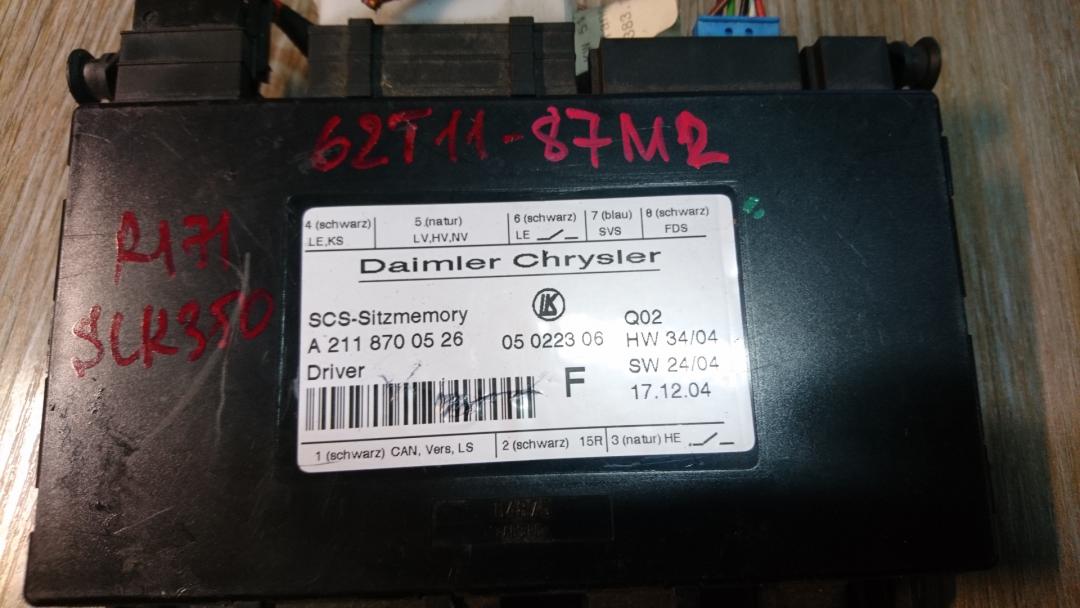 62T11-87M2
R171
SLK350
4 (schwarz) 5 (natur) 6 (schwarz) 7 (blau) 8 (schwarz)
LE,KS LV,HV,NV LE SVS FDS
Daimler Chrysler
SCS-Sitzmemory Q02
A 211 870 05 26 05 0223 06 HW 34/04
Driver F SW 24/04
17.12.04
1 (schwarz) CAN, Vers, LS 2 (schwarz) 15R 3 (natur) HE